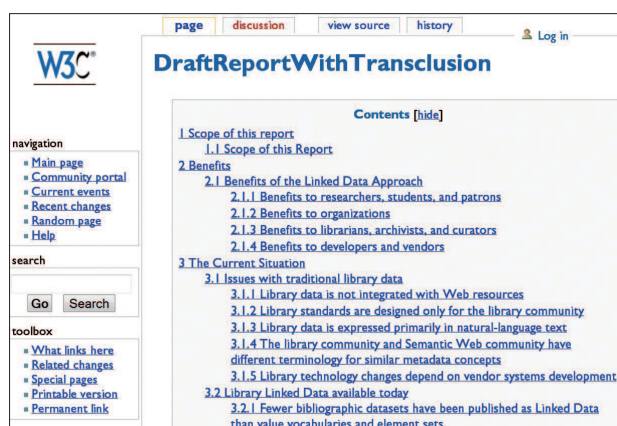 page
discussion
view source
history
Log in
W3C®
DraftReportWithTransclusion
Contents [hide]
1 Scope of this report
1.1 Scope of this Report
2 Benefits
2.1 Benefits of the Linked Data Approach
2.1.1 Benefits to researchers, students, and patrons
2.1.2 Benefits to organizations
2.1.3 Benefits to librarians, archivists, and curators
2.1.4 Benefits to developers and vendors
3 The Current Situation
3.1 Issues with traditional library data
3.1.1 Library data is not integrated with Web resources
3.1.2 Library standards are designed only for the library community
3.1.3 Library data is expressed primarily in natural-language text
3.1.4 The library community and Semantic Web community have
different terminology for similar metadata concepts
3.1.5 Library technology changes depend on vendor systems development
3.2 Library Linked Data available today
3.2.1 Fewer bibliographic datasets have been published as Linked Data
than value vocabularies and element sets
navigation
Main page
Community portal
Current events
Recent changes
Random page
Help
search
Go
Search
toolbox
What links here
Related changes
Special pages
Printable version
Permanent link